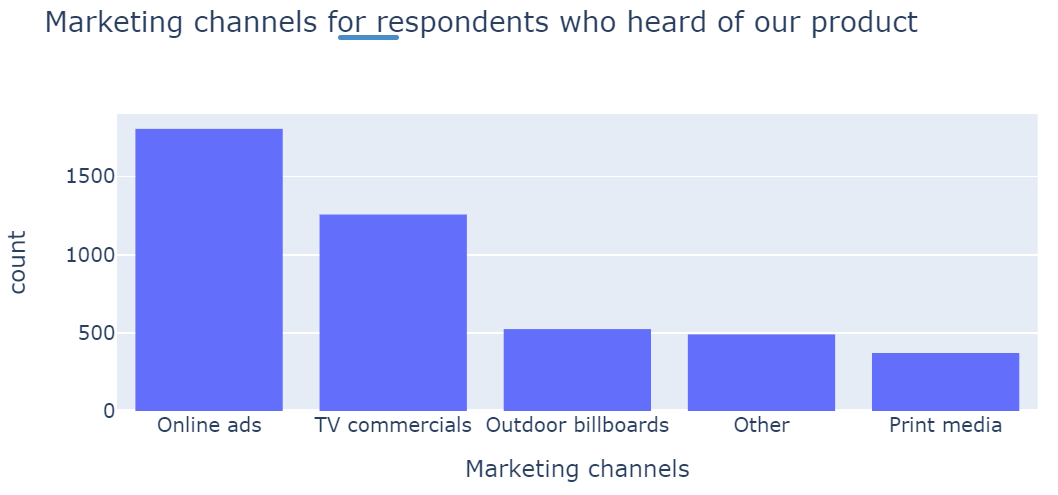 Marketing channels for respondents who heard of our product
count
1500
1000
500
0
Online ads
TV commercials
Outdoor billboards
Other
Print media
Marketing channels